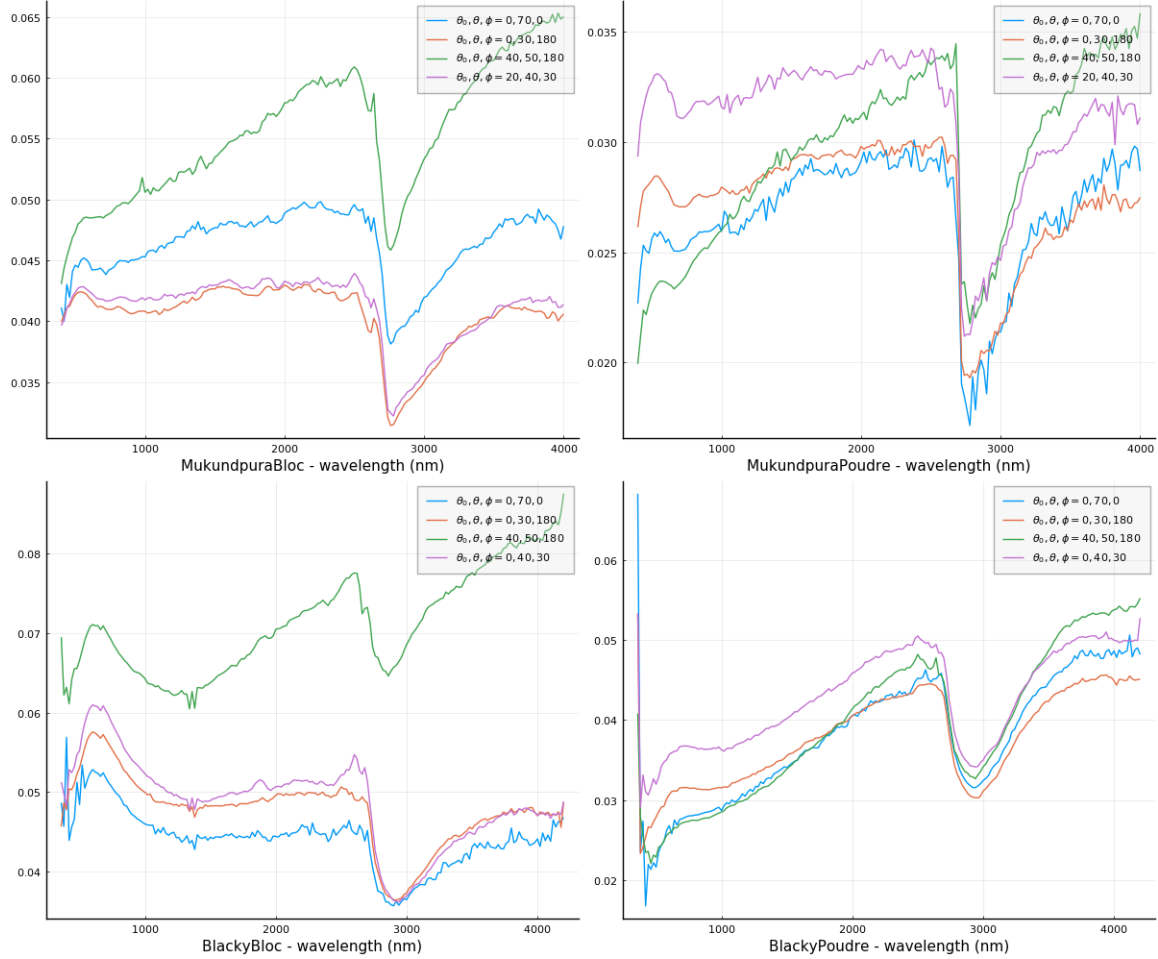 0.065
0.060
0.055
0.050
0.045
0.040
0.035
1000
2000
3000
4000
θ₀, θ, ϕ = 0,70,0
θ₀, θ, ϕ = 0,30,180
θ₀, θ, ϕ = 40,50,180
θ₀, θ, ϕ = 20,40,30
MukundpuraBloc - wavelength (nm)
0.035
0.030
0.025
0.020
1000
2000
3000
4000
θ₀, θ, ϕ = 0,70,0
θ₀, θ, ϕ = 0,30,180
θ₀, θ, ϕ = 40,50,180
θ₀, θ, ϕ = 20,40,30
MukundpuraPoudre - wavelength (nm)
0.08
0.07
0.06
0.05
0.04
1000
2000
3000
4000
θ₀, θ, ϕ = 0,70,0
θ₀, θ, ϕ = 0,30,180
θ₀, θ, ϕ = 40,50,180
θ₀, θ, ϕ = 0,40,30
BlackyBloc - wavelength (nm)
0.06
0.05
0.04
0.03
0.02
1000
2000
3000
4000
θ₀, θ, ϕ = 0,70,0
θ₀, θ, ϕ = 0,30,180
θ₀, θ, ϕ = 40,50,180
θ₀, θ, ϕ = 0,40,30
BlackyPoudre - wavelength (nm)